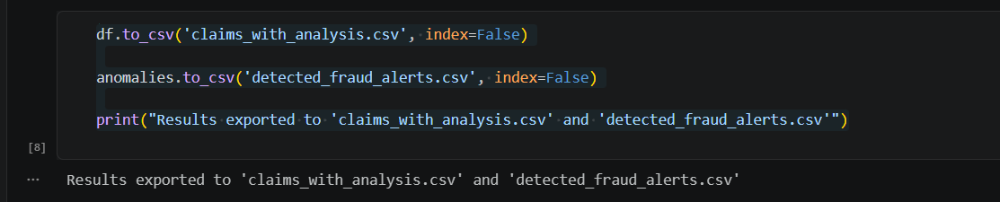 df.to_csv('claims_with_analysis.csv', index=False)
anomalies.to_csv('detected_fraud_alerts.csv', index=False)
print("Results exported to 'claims_with_analysis.csv' and 'detected_fraud_alerts.csv'")
[8]
... Results exported to 'claims_with_analysis.csv' and 'detected_fraud_alerts.csv'